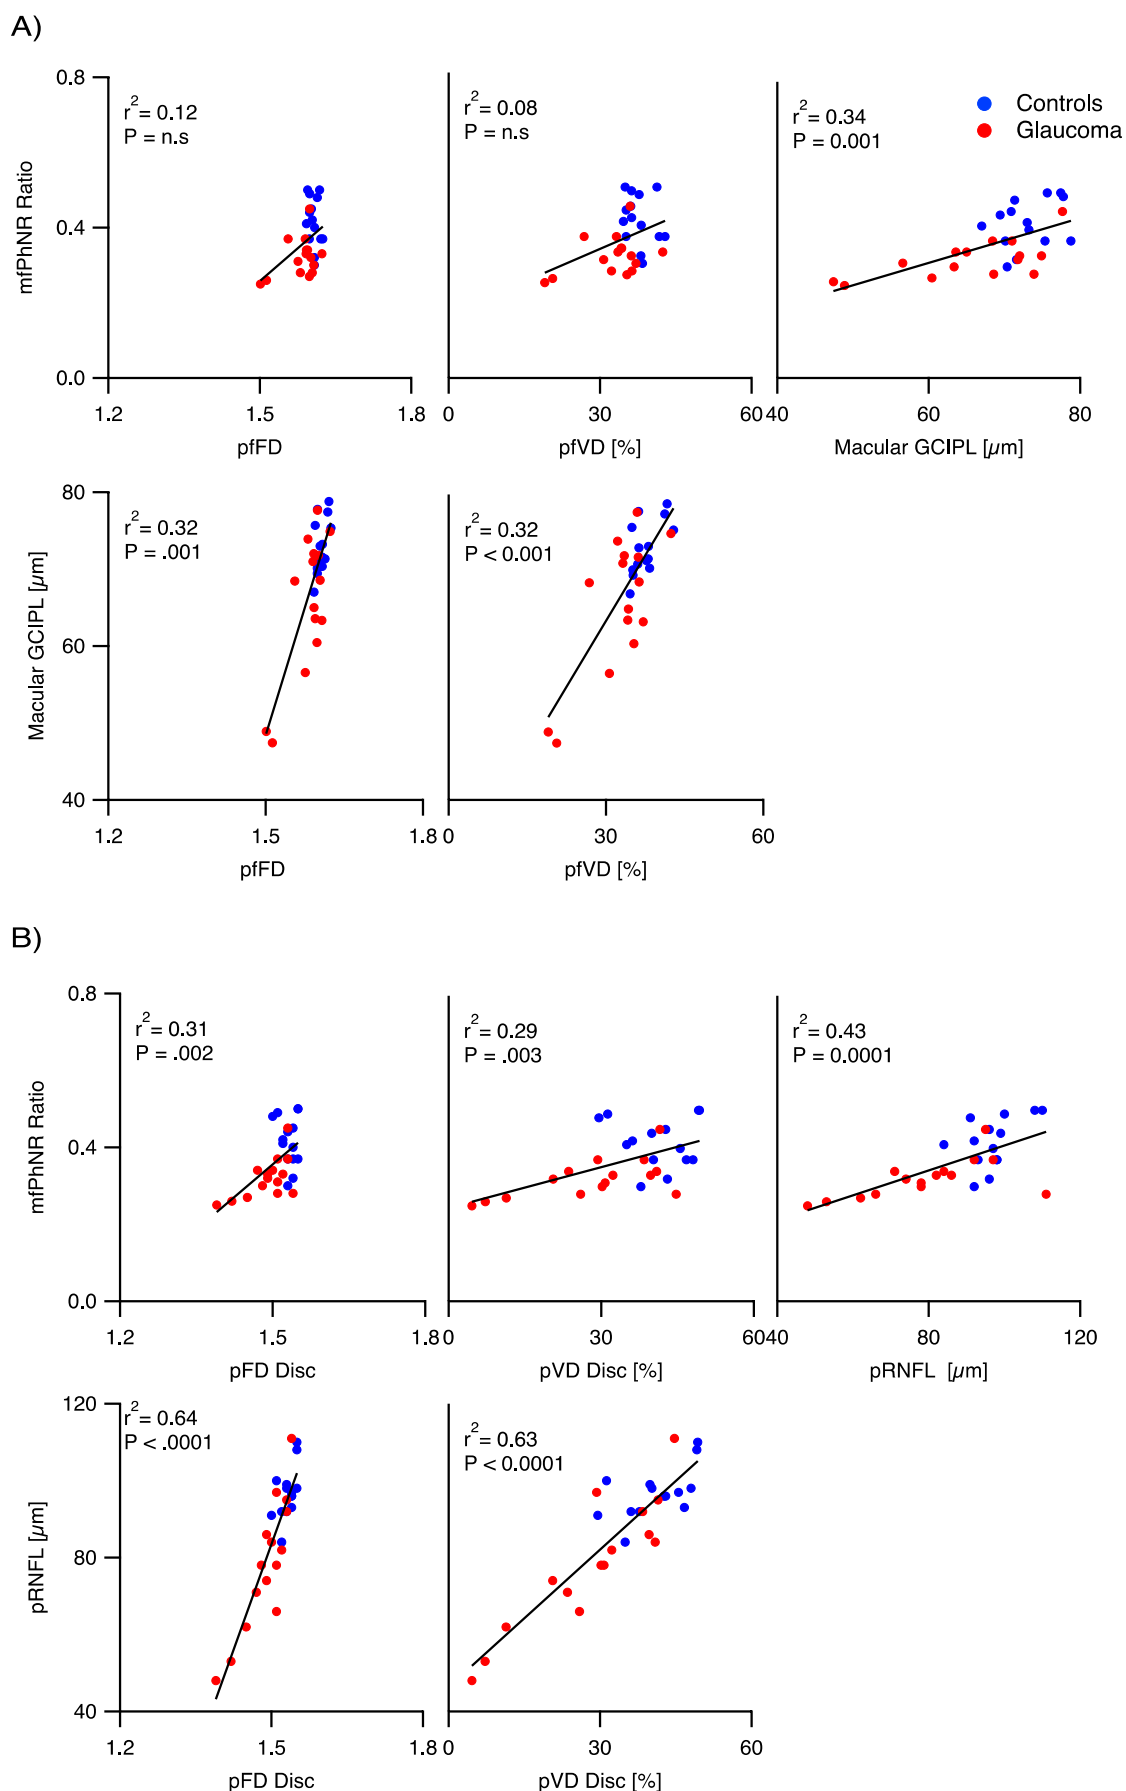 A)
0.8
0.4
0.0
mfPhNR Ratio
r2 = 0.12
P = n.s
1.2
1.5
1.8
pfFD
r2 = 0.08
P = n.s
0
30
60
pfVD [%]
r2 = 0.34
P = 0.001
Controls
Glaucoma
40
60
80
Macular GCIPL [µm]
80
60
40
Macular GCIPL [µm]
r2 = 0.32
P = .001
1.2
1.5
1.8
pfFD
r2 = 0.32
P < 0.001
0
30
60
pfVD [%]
B)
0.8
0.4
0.0
mfPhNR Ratio
r2 = 0.31
P = .002
1.2
1.5
1.8
pFD Disc
r2 = 0.29
P = .003
0
30
60
pVD Disc [%]
r2 = 0.43
P = 0.0001
40
80
120
pRNFL [µm]
120
80
40
pRNFL [µm]
r2 = 0.64
P < .0001
1.2
1.5
1.8
pFD Disc
r2 = 0.63
P < 0.0001
0
30
60
pVD Disc [%]